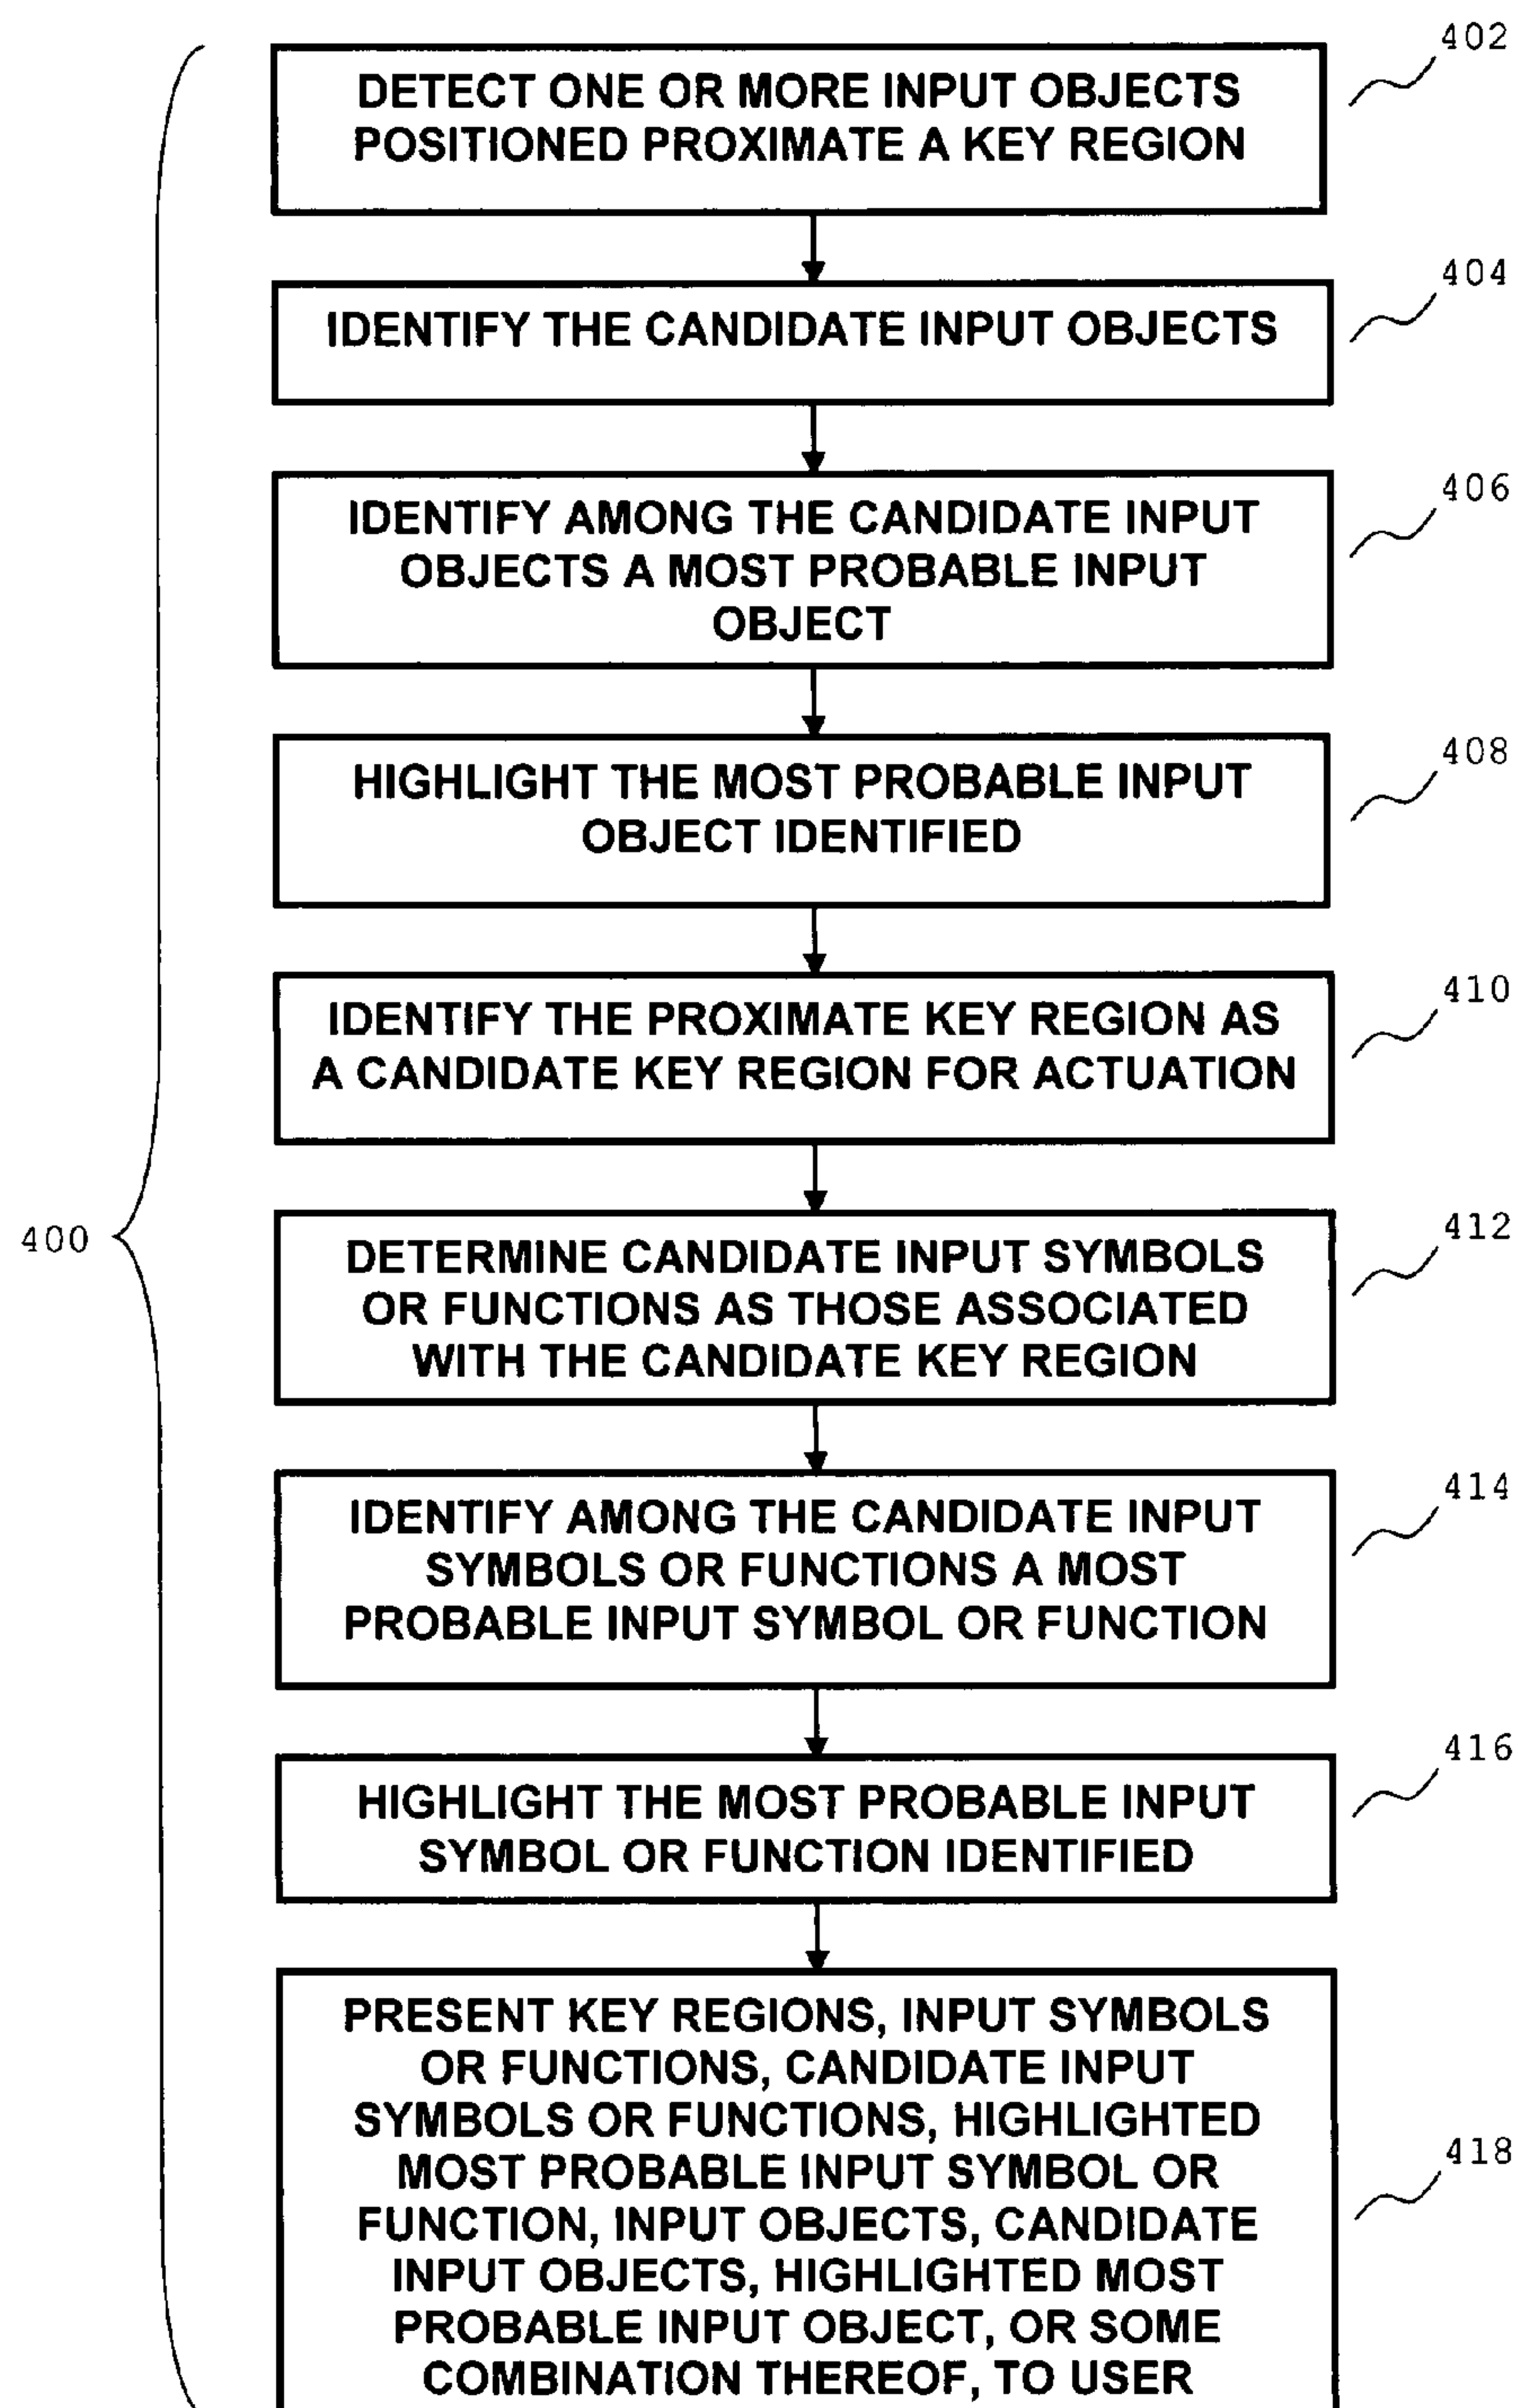 402
DETECT ONE OR MORE INPUT OBJECTS
POSITIONED PROXIMATE A KEY REGION
404
IDENTIFY THE CANDIDATE INPUT OBJECTS
406
IDENTIFY AMONG THE CANDIDATE INPUT
OBJECTS A MOST PROBABLE INPUT
OBJECT
408
HIGHLIGHT THE MOST PROBABLE INPUT
OBJECT IDENTIFIED
410
IDENTIFY THE PROXIMATE KEY REGION AS
A CANDIDATE KEY REGION FOR ACTUATION
400
412
DETERMINE CANDIDATE INPUT SYMBOLS
OR FUNCTIONS AS THOSE ASSOCIATED
WITH THE CANDIDATE KEY REGION
414
IDENTIFY AMONG THE CANDIDATE INPUT
SYMBOLS OR FUNCTIONS A MOST
PROBABLE INPUT SYMBOL OR FUNCTION
416
HIGHLIGHT THE MOST PROBABLE INPUT
SYMBOL OR FUNCTION IDENTIFIED
418
PRESENT KEY REGIONS, INPUT SYMBOLS
OR FUNCTIONS, CANDIDATE INPUT
SYMBOLS OR FUNCTIONS, HIGHLIGHTED
MOST PROBABLE INPUT SYMBOL OR
FUNCTION, INPUT OBJECTS, CANDIDATE
INPUT OBJECTS, HIGHLIGHTED MOST
PROBABLE INPUT OBJECT, OR SOME
COMBINATION THEREOF, TO USER